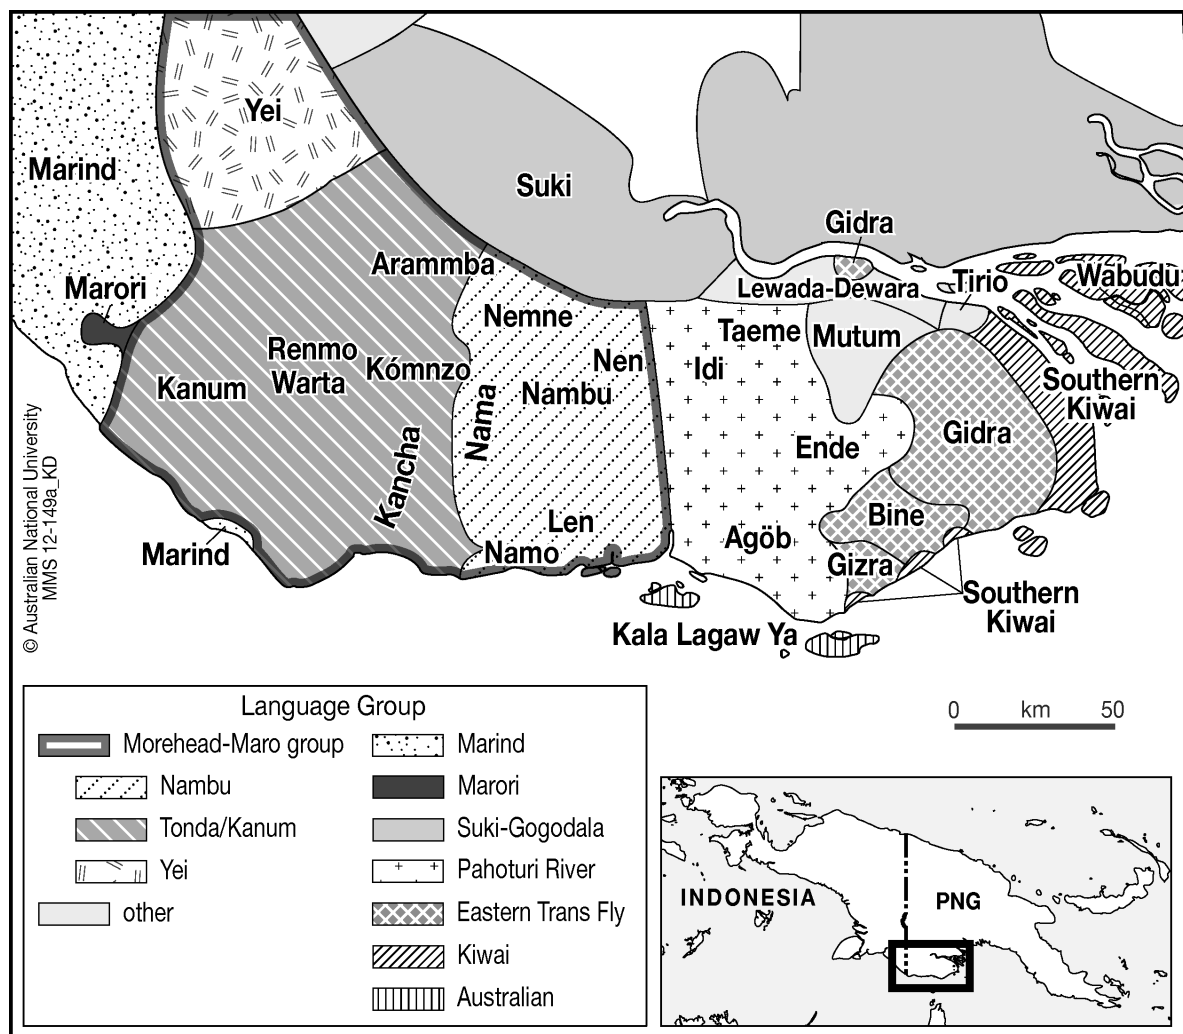 Yei
Marind
Suki
Gidra
Arammba
Lewada-Dewara
Tirio
Wabudu
Marori
Nemne
Taeme
Mutum
Renmo
Warta
Kómnzo
Nen
Idi
Kanum
Nambu
Southern
Kiwai
Nama
Kancha
Ende
Gidra
Bine
Len
Agöb
Marind
Namo
Gizra
Southern
Kiwai
Kala Lagaw Ya
© Australian National University
MMS 12-149a_KD
0 km 50
Language Group
Morehead-Maro group
Nambu
Tonda/Kanum
Yei
other
Marind
Marori
Suki-Gogodala
Pahoturi River
Eastern Trans Fly
Kiwai
Australian
INDONESIA
PNG